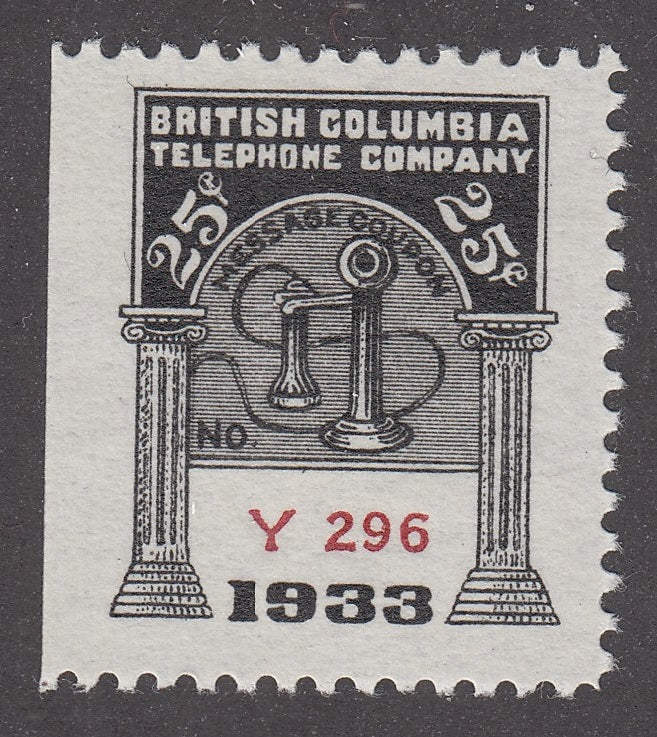 BRITISH COLUMBIA
TELEPHONE COMPANY
25¢ 25¢
MESSAGE COUPON
NO.
Y 296
1933